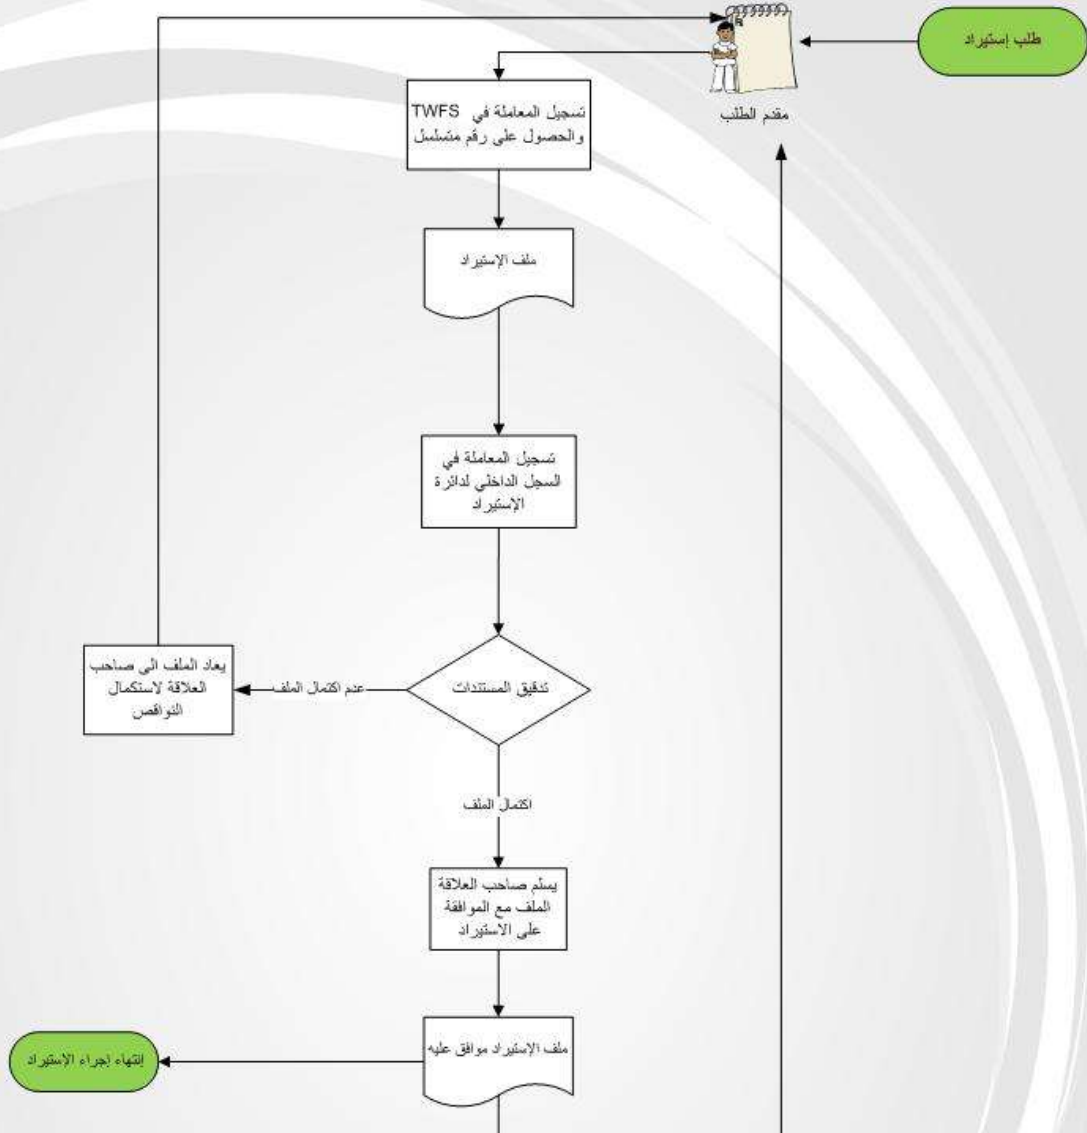 طلب إستيراد
مقدم الطلب
تسجيل المعاملة في TWFS
والحصول على رقم متسلسل
ملف الإستيراد
تسجيل المعاملة في
السجل الداخلي لدائرة
الإستيراد
تدقيق المستندات
عدم اكتمال الملف
يعاد الملف الى صاحب
العلاقة لاستكمال
النواقص
اكتمال الملف
يسلم صاحب العلاقة
الملف مع الموافقة
على الاستيراد
ملف الإستيراد موافق عليه
إنتهاء إجراء الإستيراد